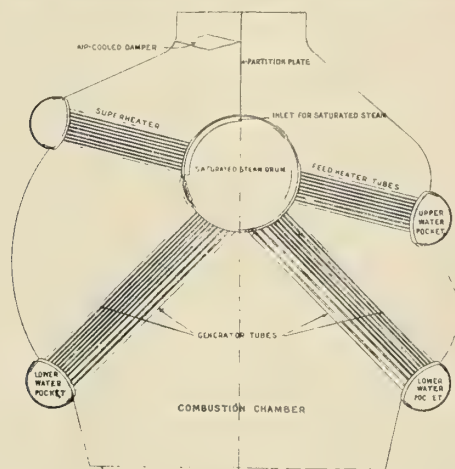 AIR-COOLED DAMPER
PARTITION PLATE
SUPERHEATER
INLET FOR SATURATED STEAM
SATURATED STEAM DRUM
FEED HEATER TUBES
UPPER
WATER
POCKET
GENERATOR TUBES
LOWER
WATER
POCKET
LOWER
WATER
POCKET
COMBUSTION CHAMBER